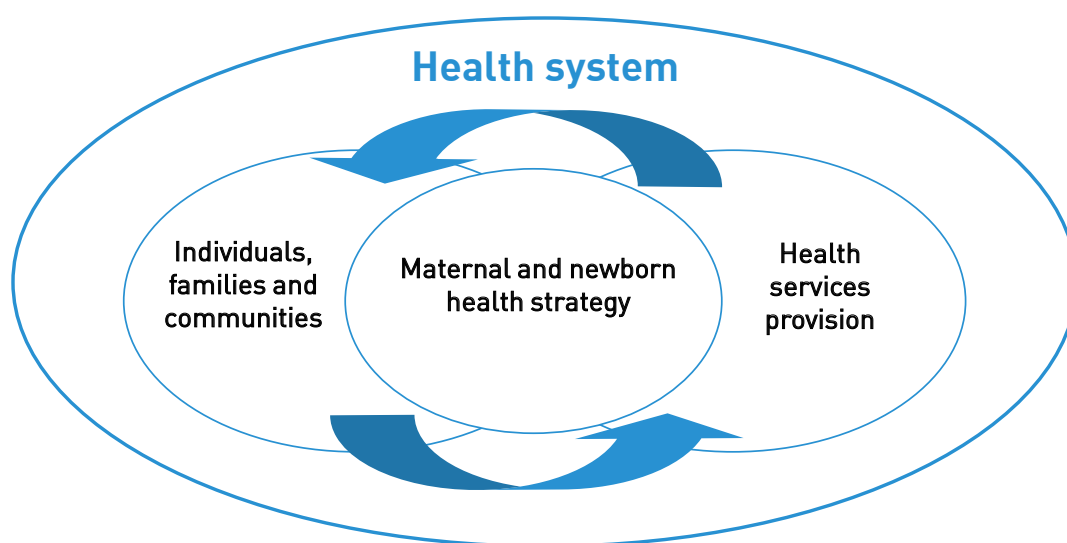 Health system
Individuals,
families and
communities
Maternal and newborn
health strategy
Health
services
provision